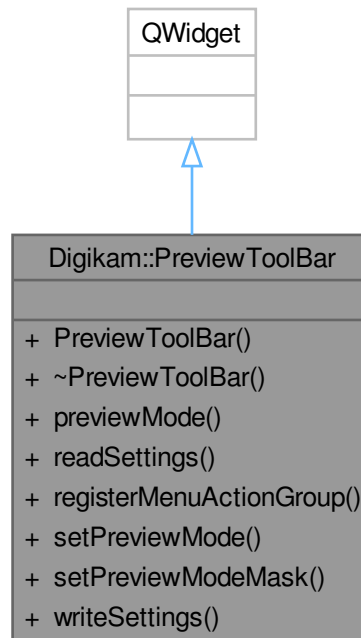 QWidget
Digikam::PreviewToolBar
+ PreviewToolBar()
+ ~PreviewToolBar()
+ previewMode()
+ readSettings()
+ registerMenuActionGroup()
+ setPreviewMode()
+ setPreviewModeMask()
+ writeSettings()